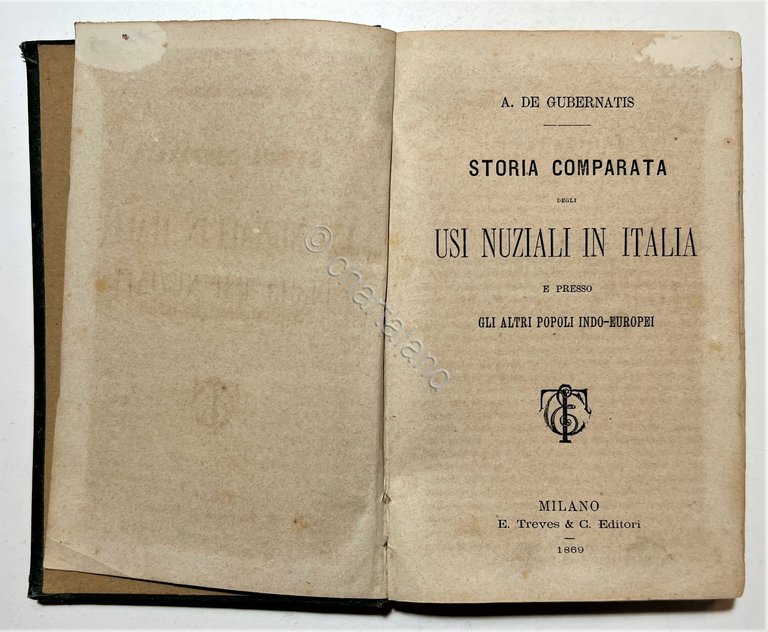 A. DE GUBERNATIS
STORIA COMPARATA
DEGLI
USI NUZIALI IN ITALIA
E PRESSO
GLI ALTRI POPOLI INDO-EUROPEI
MILANO
E. Treves & C. Editori
1869
© chartaland